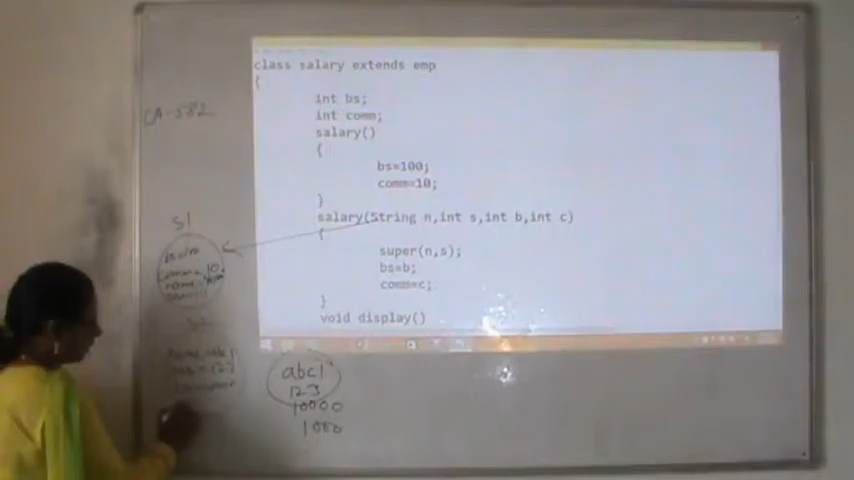 class salary extends emp
{
int bs;
int comm;
salary()
{
bs=100;
comm=10;
}
salary(String n,int s,int b,int c)
{
super(n,s);
bs=b;
comm=c;
}
void display()
CA-582
S1
abc1
123
10000
1000